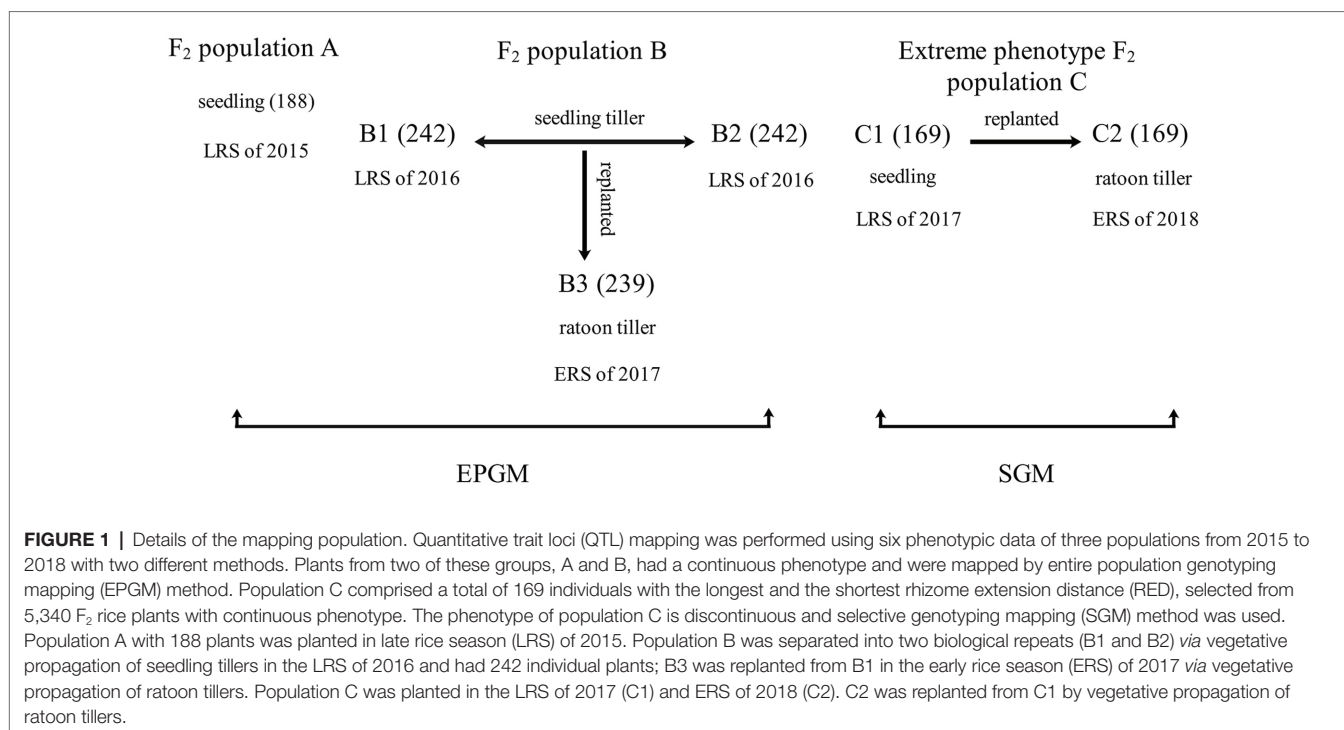 F₂ population A
seedling (188)
LRS of 2015
F₂ population B
B1 (242)
LRS of 2016
seedling tiller
B2 (242)
LRS of 2016
replanted
B3 (239)
ratoon tiller
ERS of 2017
EPGM
Extreme phenotype F₂
population C
C1 (169)
seedling
LRS of 2017
replanted
C2 (169)
ratoon tiller
ERS of 2018
SGM
FIGURE 1 | Details of the mapping population. Quantitative trait loci (QTL) mapping was performed using six phenotypic data of three populations from 2015 to
2018 with two different methods. Plants from two of these groups, A and B, had a continuous phenotype and were mapped by entire population genotyping
mapping (EPGM) method. Population C comprised a total of 169 individuals with the longest and the shortest rhizome extension distance (RED), selected from
5,340 F₂ rice plants with continuous phenotype. The phenotype of population C is discontinuous and selective genotyping mapping (SGM) method was used.
Population A with 188 plants was planted in late rice season (LRS) of 2015. Population B was separated into two biological repeats (B1 and B2) via vegetative
propagation of seedling tillers in the LRS of 2016 and had 242 individual plants; B3 was replanted from B1 in the early rice season (ERS) of 2017 via vegetative
propagation of ratoon tillers. Population C was planted in the LRS of 2017 (C1) and ERS of 2018 (C2). C2 was replanted from C1 by vegetative propagation of
ratoon tillers.